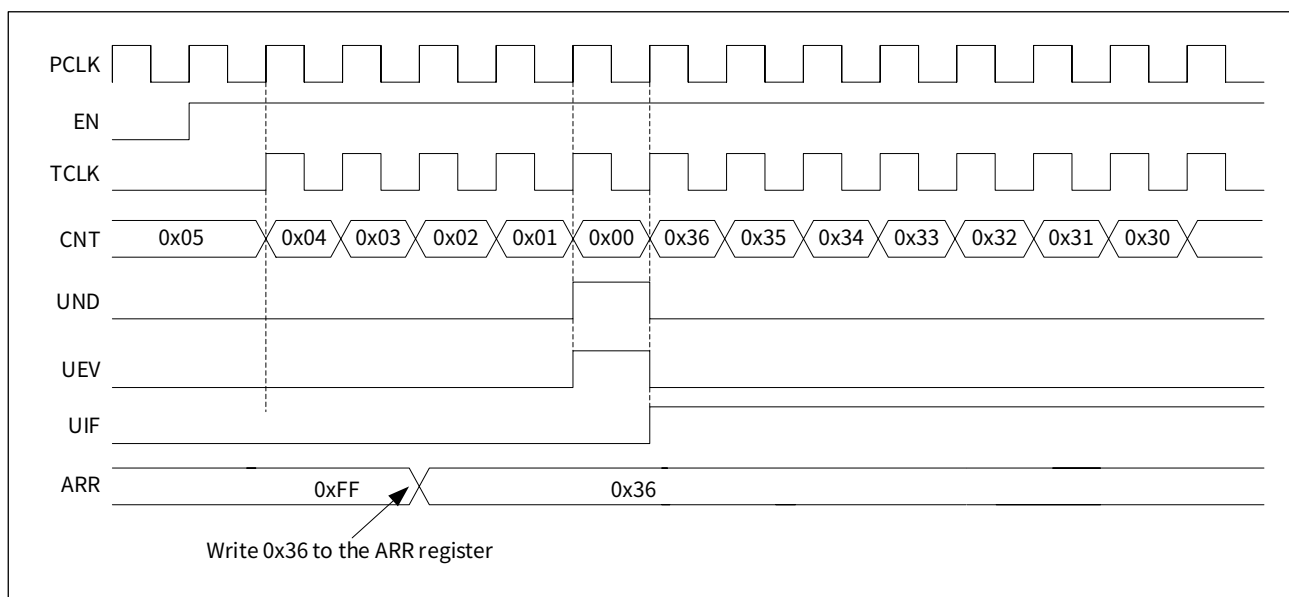 PCLK
EN
TCLK
CNT 0x05 0x04 0x03 0x02 0x01 0x00 0x36 0x35 0x34 0x33 0x32 0x31 0x30
UND
UEV
UIF
ARR 0xFF 0x36
Write 0x36 to the ARR register